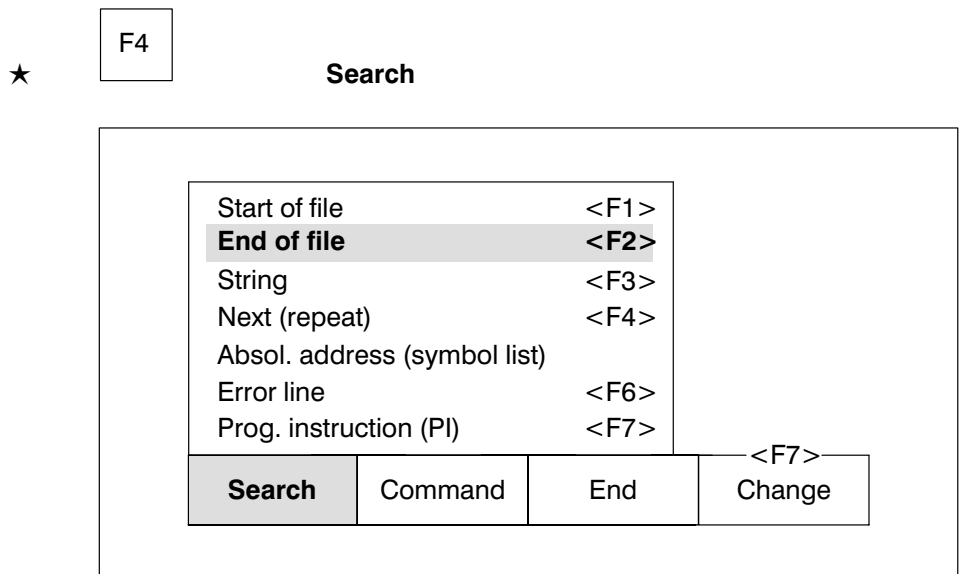 F4
★ Search
Start of file <F1>
End of file <F2>
String <F3>
Next (repeat) <F4>
Absol. address (symbol list)
Error line <F6>
Prog. instruction (PI) <F7>
<F7>
Search Command End Change